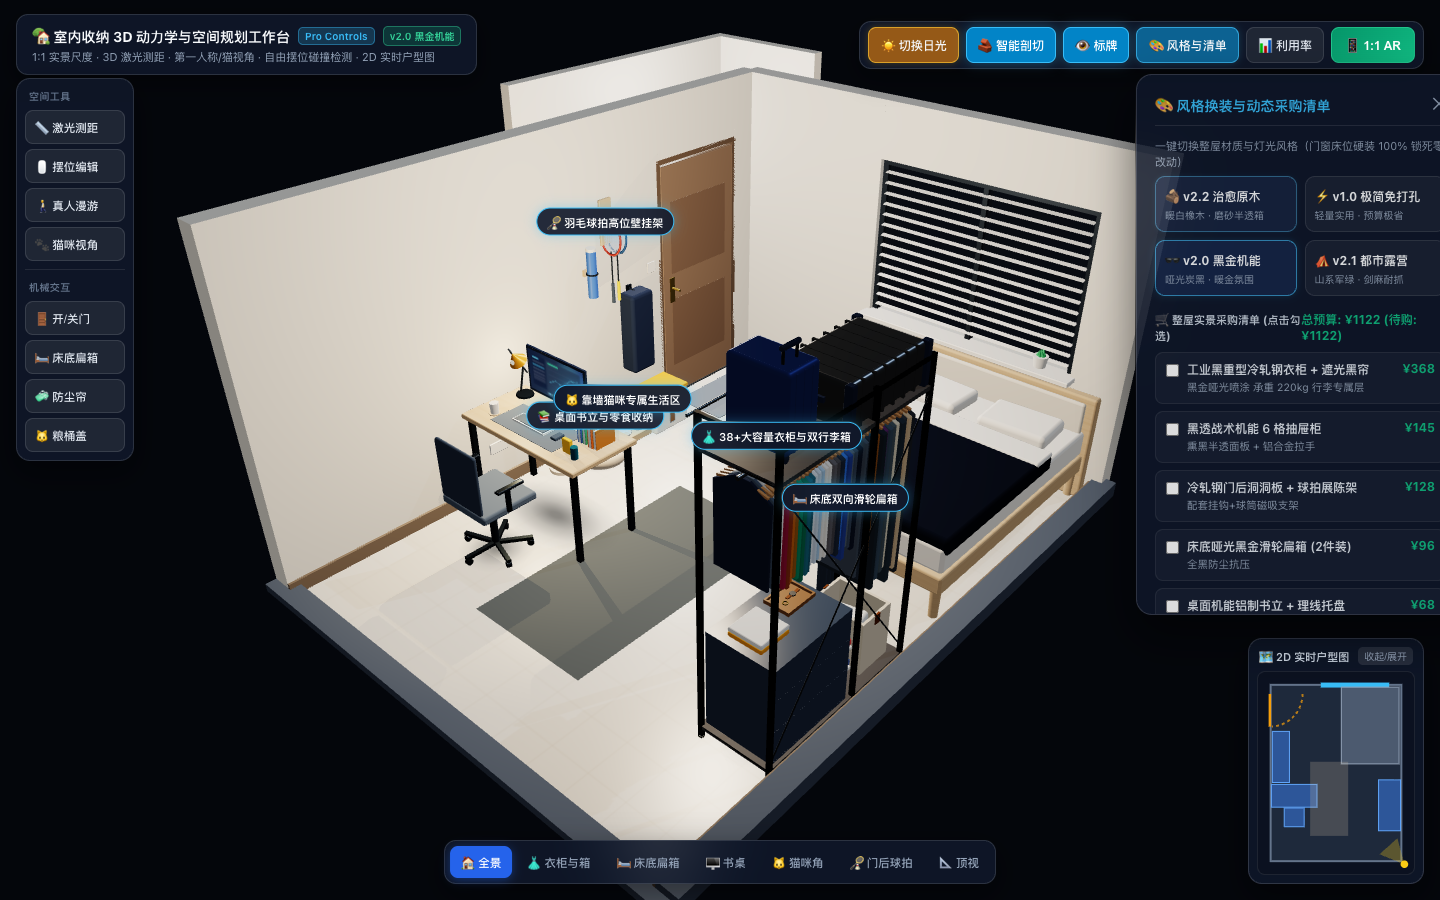 室内收纳 3D 动力学与空间规划工作台 Pro Controls v2.0 黑金机能
1:1 实景尺度 · 3D 激光测距 · 第一人称/猫视角 · 自由摆位碰撞检测 · 2D 实时户型图
切换日光 智能剖切 标牌 风格与清单 利用率 1:1 AR
空间工具
激光测距
摆位编辑
真人漫游
猫咪视角
机械交互
开/关门
床底扁箱
防尘帘
粮桶盖
羽毛球拍高位壁挂架
靠墙猫咪专属生活区
桌面书立与零食收纳
38+大容量衣柜与双行李箱
床底双向滑轮扁箱
风格换装与动态采购清单
一键切换整屋材质与灯光风格 (门窗床位硬装 100% 锁死零
改动)
v2.2 治愈原木
暖白橡木 · 磨砂半透箱
v1.0 极简免打孔
轻量实用 · 预算极省
v2.0 黑金机能
哑光炭黑 · 暖金氛围
v2.1 都市露营
山系军绿 · 剑麻耐抓
整屋实景采购清单 (点击勾
选)
总预算: ¥1122 (待购:
¥1122)
工业黑重型冷轧钢衣柜 + 遮光黑帘 ¥368
黑金哑光喷涂 承重 220kg 行李专属层
黑透战术机能 6 格抽屉柜 ¥145
熏黑半透面板 + 铝合金拉手
冷轧钢门后洞洞板 + 球拍展陈架 ¥128
配套挂钩+球筒磁吸支架
床底哑光黑金滑轮扁箱 (2件装) ¥96
全黑防尘抗压
桌面机能铝制书立 + 理线托盘 ¥68
2D 实时户型图 收起/展开
全景 衣柜与箱 床底扁箱 书桌 猫咪角 门后球拍 顶视